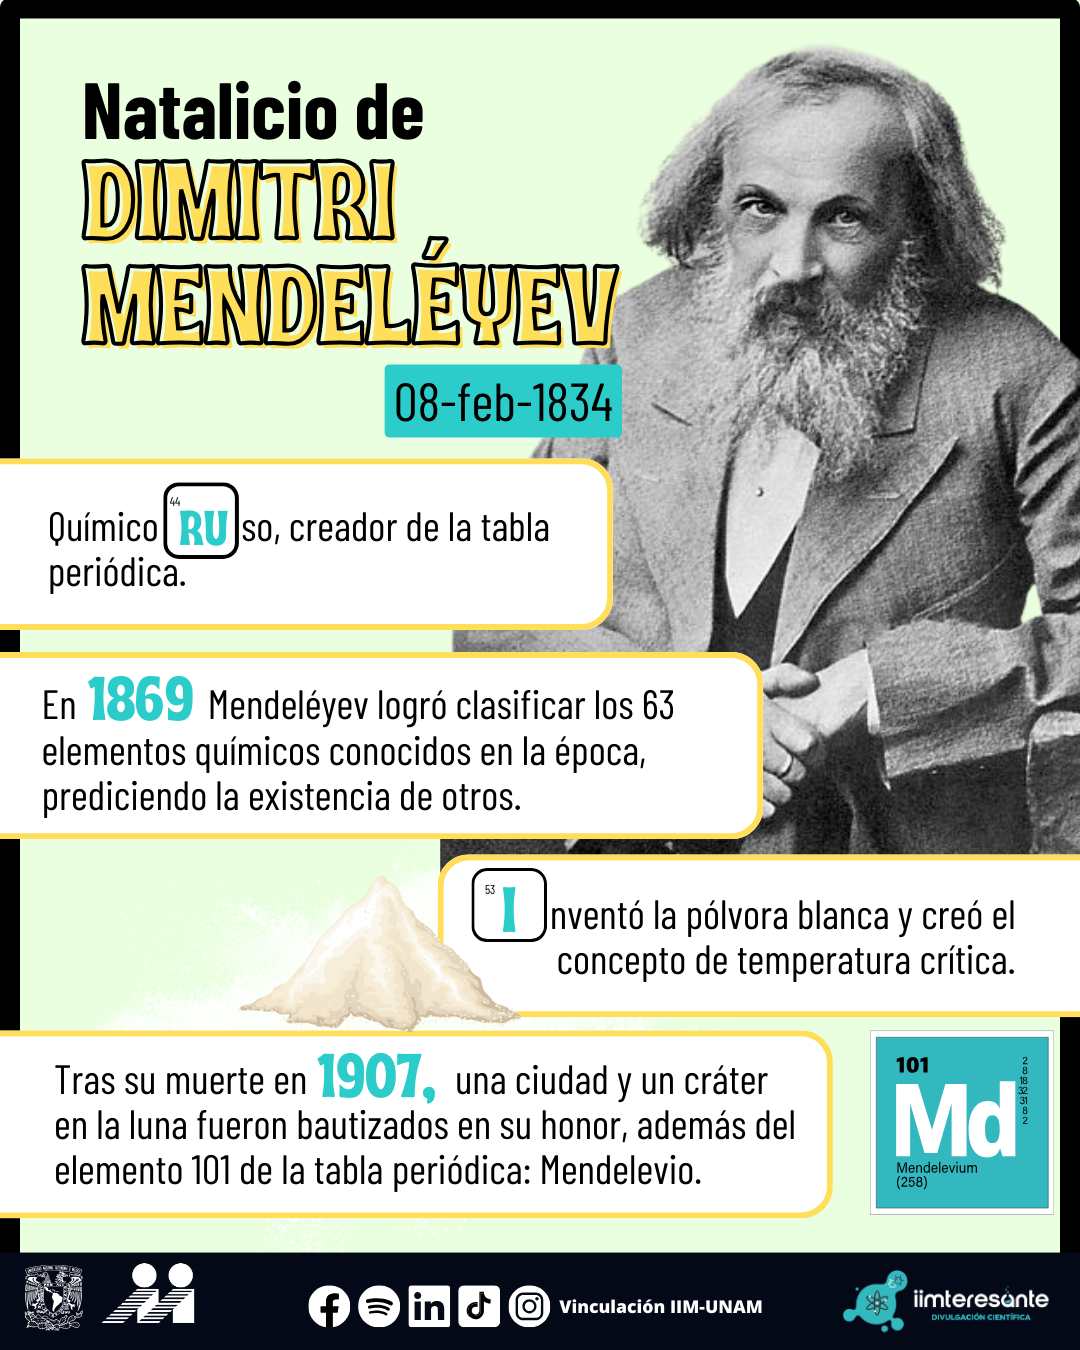 Natalicio de
DIMITRI
MENDELÉYEV
08-feb-1834
44
Químico RUso, creador de la tabla
periódica.
En 1869 Mendeléyev logró clasificar los 63
elementos químicos conocidos en la época,
prediciendo la existencia de otros.
53
Inventó la pólvora blanca y creó el
concepto de temperatura crítica.
Tras su muerte en 1907, una ciudad y un cráter
en la luna fueron bautizados en su honor, además del
elemento 101 de la tabla periódica: Mendelevio.
101
2
8
18
32
31
8
2
Md
Mendelevium
(258)
Vinculación IIM-UNAM
iimteresante
DIVULGACIÓN CIENTÍFICA